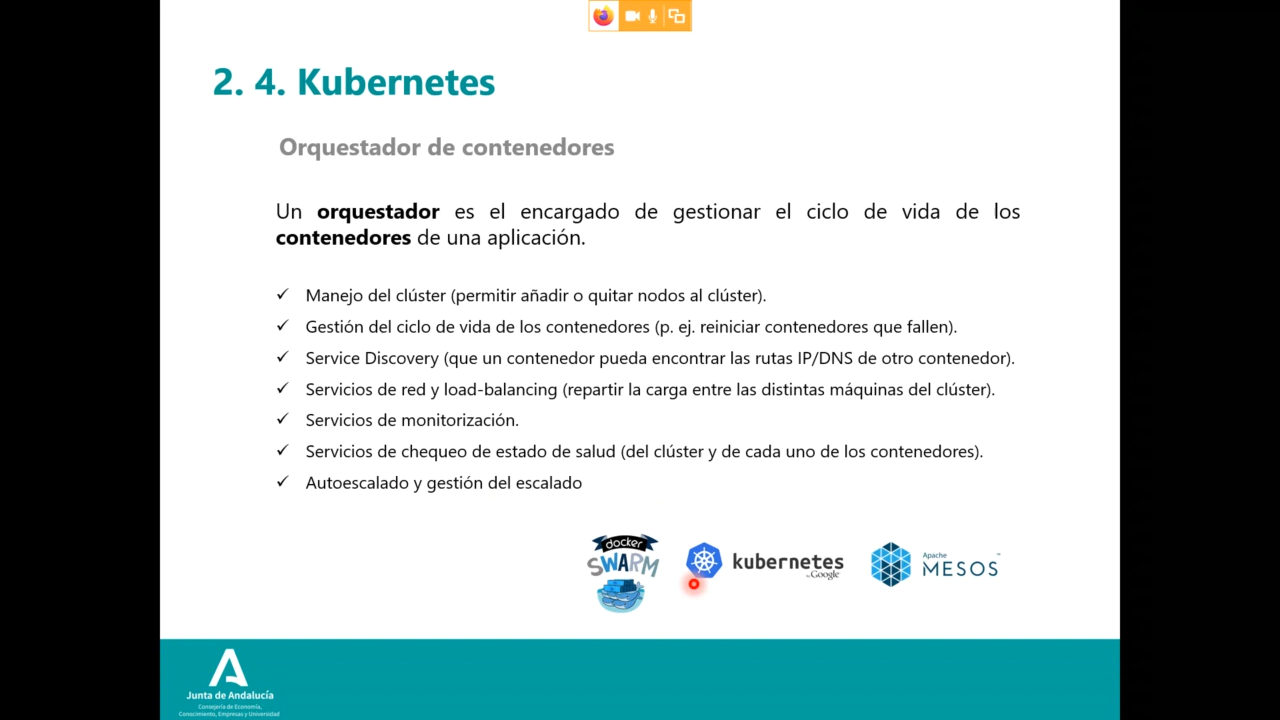 2. 4. Kubernetes
Orquestador de contenedores
Un orquestador es el encargado de gestionar el ciclo de vida de los
contenedores de una aplicación.
✓ Manejo del clúster (permitir añadir o quitar nodos al clúster).
✓ Gestión del ciclo de vida de los contenedores (p. ej. reiniciar contenedores que fallen).
✓ Service Discovery (que un contenedor pueda encontrar las rutas IP/DNS de otro contenedor).
✓ Servicios de red y load-balancing (repartir la carga entre las distintas máquinas del clúster).
✓ Servicios de monitorización.
✓ Servicios de chequeo de estado de salud (del clúster y de cada uno de los contenedores).
✓ Autoescalado y gestión del escalado
docker
SWARM
kubernetes
by Google
Apache
MESOS™
Junta de Andalucía
Consejería de Economía,
Conocimiento, Empresas y Universidad